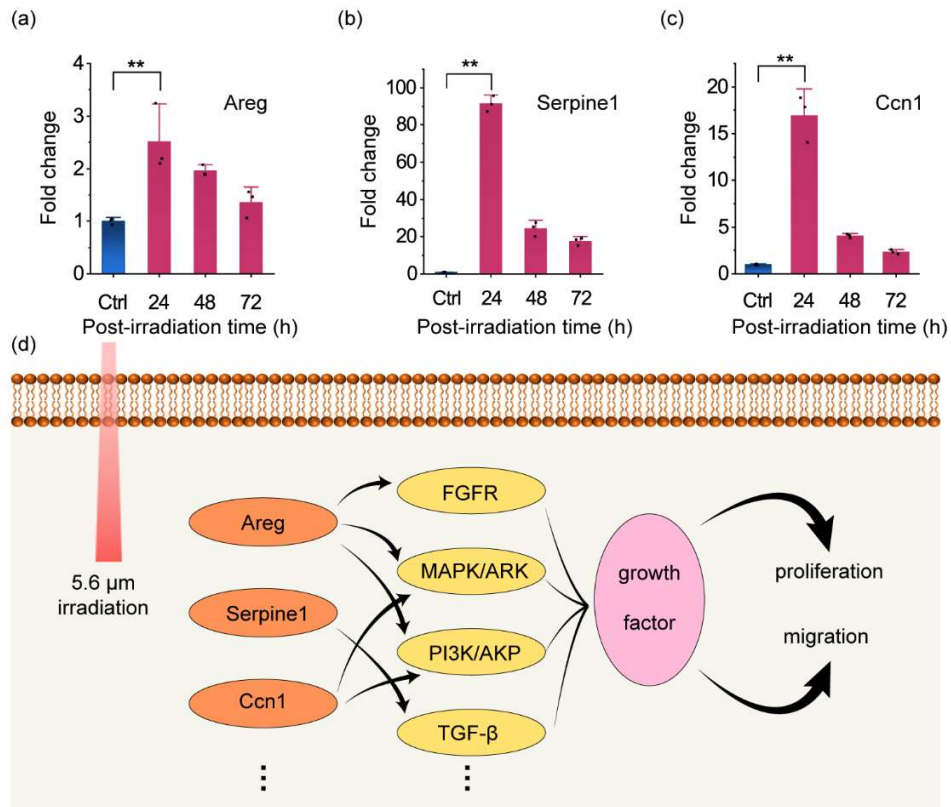 (a)
Fold change
4
3
2
1
0
**
Areg
Ctrl 24 48 72
Post-irradiation time (h)
(b)
Fold change
100
80
60
40
20
0
**
Serpine1
Ctrl 24 48 72
Post-irradiation time (h)
(c)
Fold change
20
15
10
5
0
**
Ccn1
Ctrl 24 48 72
Post-irradiation time (h)
(d)
5.6 μm
irradiation
Areg
Serpine1
Ccn1
FGFR
MAPK/ARK
PI3K/AKP
TGF-β
growth
factor
proliferation
migration